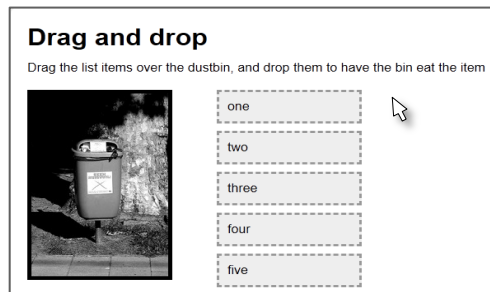 Drag and drop
Drag the list items over the dustbin, and drop them to have the bin eat the item
one
two
three
four
five